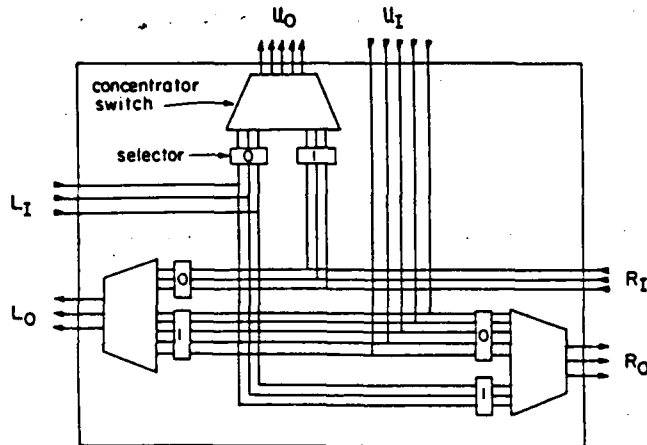 U_O U_I
concentrator
switch
selector
0 1
L_I
0
R_I
L_O
1
0
R_O
1